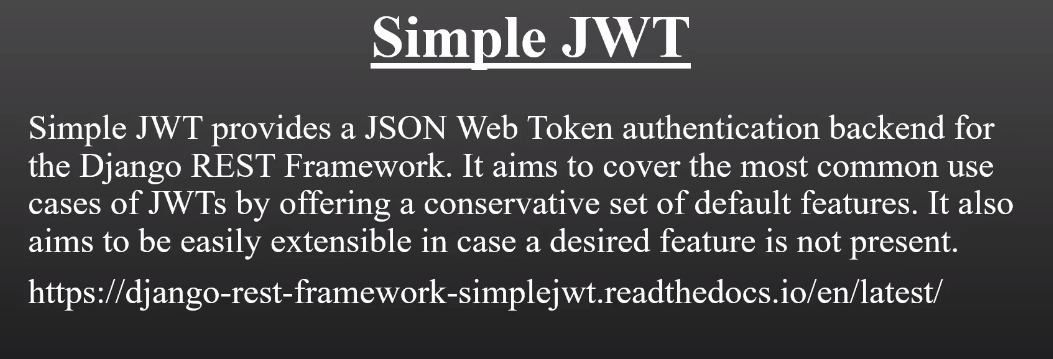 Simple JWT
Simple JWT provides a JSON Web Token authentication backend for
the Django REST Framework. It aims to cover the most common use
cases of JWTs by offering a conservative set of default features. It also
aims to be easily extensible in case a desired feature is not present.
https://django-rest-framework-simplejwt.readthedocs.io/en/latest/